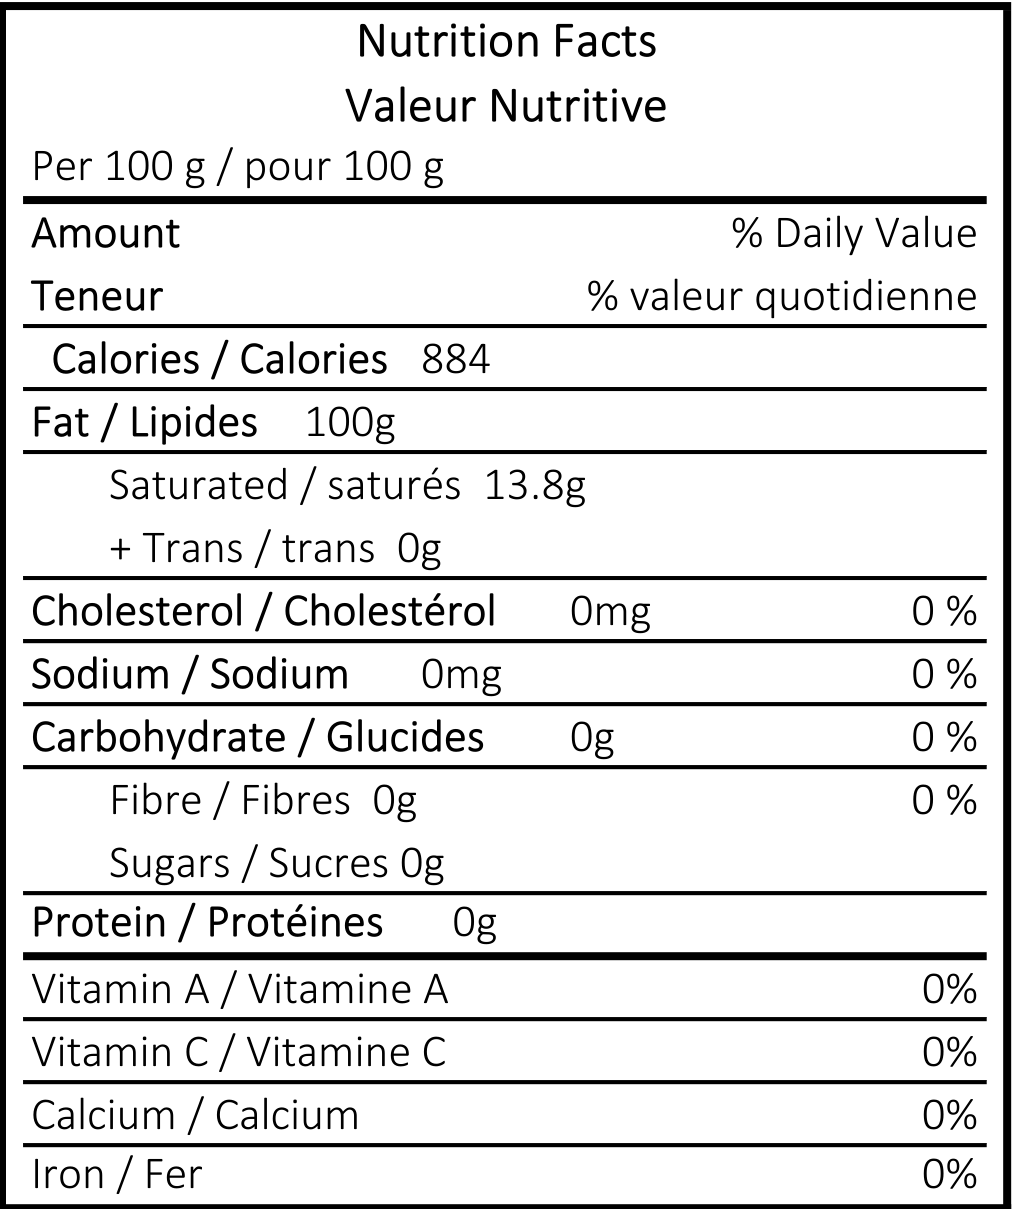 Nutrition Facts
Valeur Nutritive
Per 100 g / pour 100 g
Amount % Daily Value
Teneur % valeur quotidienne
Calories / Calories 884
Fat / Lipides 100g
Saturated / saturés 13.8g
+ Trans / trans 0g
Cholesterol / Cholestérol 0mg 0 %
Sodium / Sodium 0mg 0 %
Carbohydrate / Glucides 0g 0 %
Fibre / Fibres 0g 0 %
Sugars / Sucres 0g
Protein / Protéines 0g
Vitamin A / Vitamine A 0%
Vitamin C / Vitamine C 0%
Calcium / Calcium 0%
Iron / Fer 0%